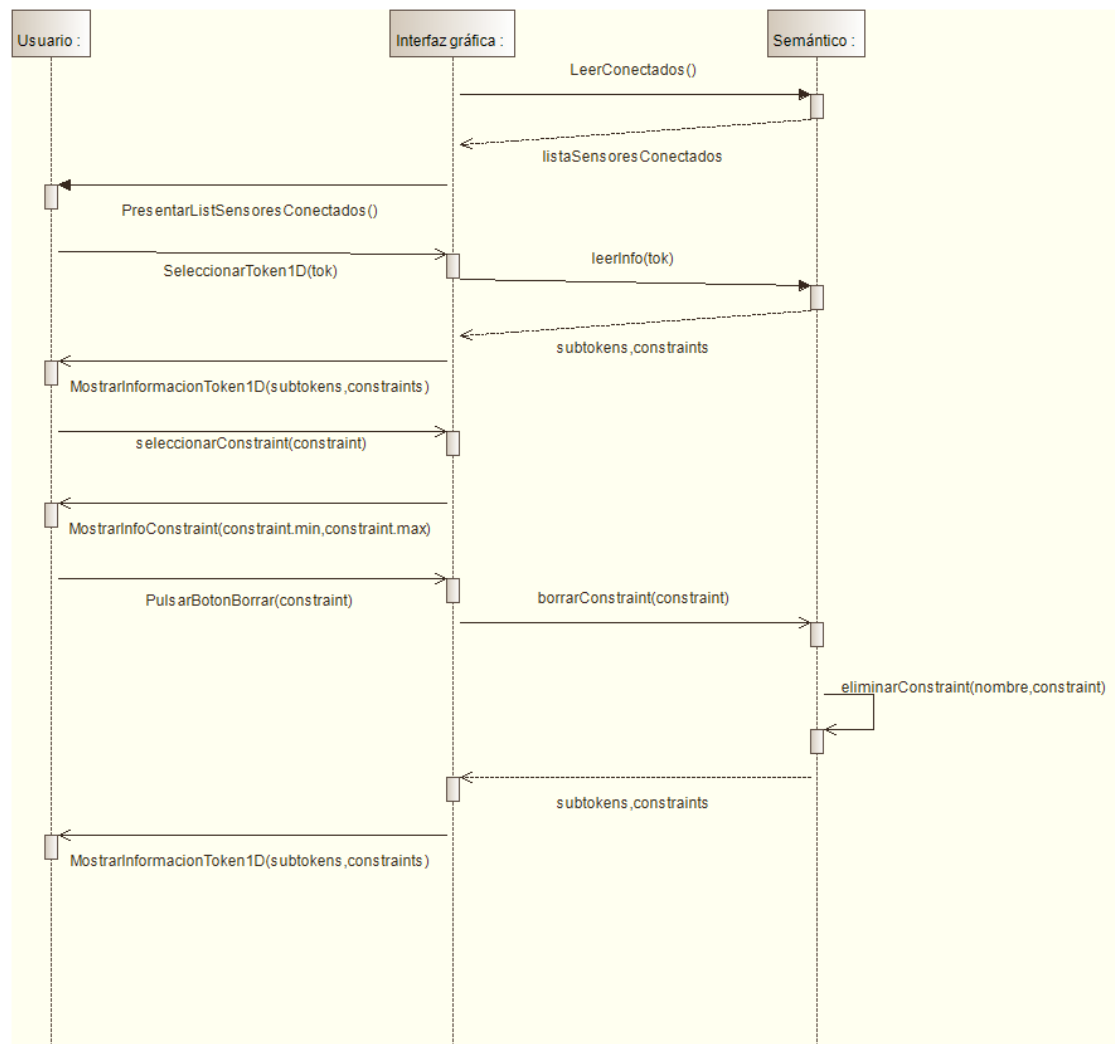 Usuario :
Interfaz gráfica :
Semántico :
LeerConectados()
listaSensoresConectados
PresentarListSensoresConectados()
SeleccionarToken1D(tok)
leerInfo(tok)
subtokens,constraints
MostrarInformacionToken1D(subtokens,constraints)
seleccionarConstraint(constraint)
MostrarInfoConstraint(constraint.min,constraint.max)
PulsarBotonBorrar(constraint)
borrarConstraint(constraint)
eliminarConstraint(nombre,constraint)
subtokens,constraints
MostrarInformacionToken1D(subtokens,constraints)